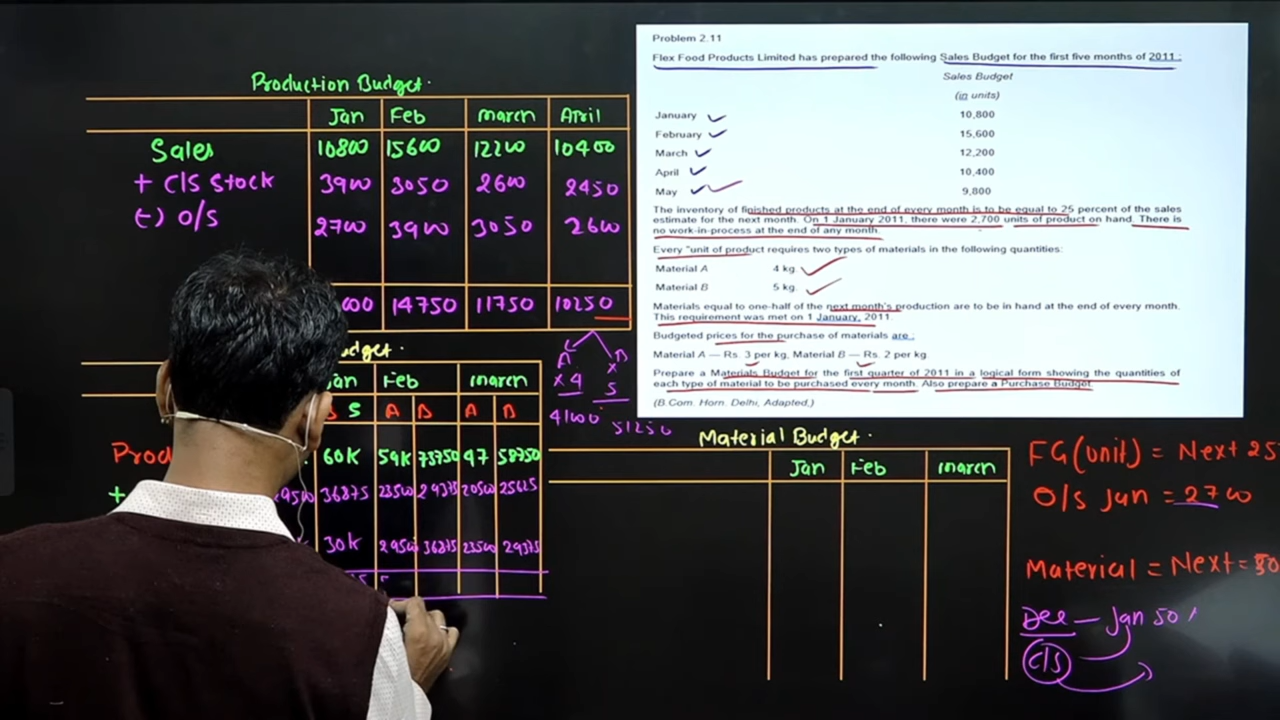 Production Budget.
Jan Feb march April
Sales 10800 15600 12200 10400
+ C/S Stock 3900 3050 2600 2450
(-) O/S 2700 3900 3050 2600
000 14750 11750 10250
A B
× 4 × 5
41000 51250
udget.
Jan Feb march
A B A B
Prod 60K 59K 73750 47 58750
+ 29500 36875 23500 29375 20500 25625
30K 29500 36875 23500 29375
Problem 2.11
Flex Food Products Limited has prepared the following Sales Budget for the first five months of 2011.:
Sales Budget
(in units)
January 10,800
February 15,600
March 12,200
April 10,400
May 9,800
The inventory of finished products at the end of every month is to be equal to 25 percent of the sales
estimate for the next month. On 1 January 2011, there were 2,700 units of product on hand. There is
no work-in-process at the end of any month.
Every "unit of product requires two types of materials in the following quantities:
Material A 4 kg.
Material B 5 kg.
Materials equal to one-half of the next month's production are to be in hand at the end of every month.
This requirement was met on 1 January, 2011.
Budgeted prices for the purchase of materials are.:
Material A — Rs. 3 per kg, Material B — Rs. 2 per kg
Prepare a Materials Budget for the first quarter of 2011 in a logical form showing the quantities of
each type of material to be purchased every month. Also prepare a Purchase Budget.
(B.Com. Horn. Delhi, Adapted.)
Material Budget.
Jan Feb march
FG (unit) = Next 25
O/S Jan = 2700
Material = Next = 50
Dec — Jan 50%
C/S